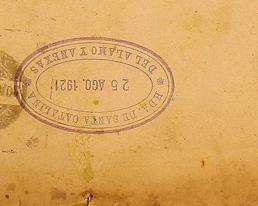 HDA. DE SANTA CATALINA
25 AGO. 1921
DEL ALAMO Y ANEXAS